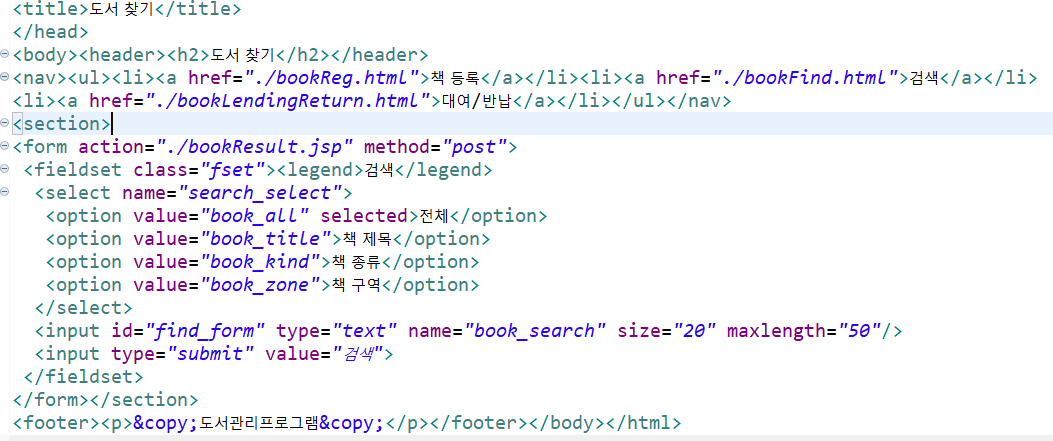 <title>도서 찾기</title>
</head>
<body><header><h2>도서 찾기</h2></header>
<nav><ul><li><a href="./bookReg.html">책 등록</a></li><li><a href="./bookFind.html">검색</a></li>
<li><a href="./bookLendingReturn.html">대여/반납</a></li></ul></nav>
<section>
<form action="./bookResult.jsp" method="post">
<fieldset class="fset"><legend>검색</legend>
<select name="search_select">
<option value="book_all" selected>전체</option>
<option value="book_title">책 제목</option>
<option value="book_kind">책 종류</option>
<option value="book_zone">책 구역</option>
</select>
<input id="find_form" type="text" name="book_search" size="20" maxlength="50"/>
<input type="submit" value="검색">
</fieldset>
</form></section>
<footer><p>&copy;도서관리프로그램&copy;</p></footer></body></html>